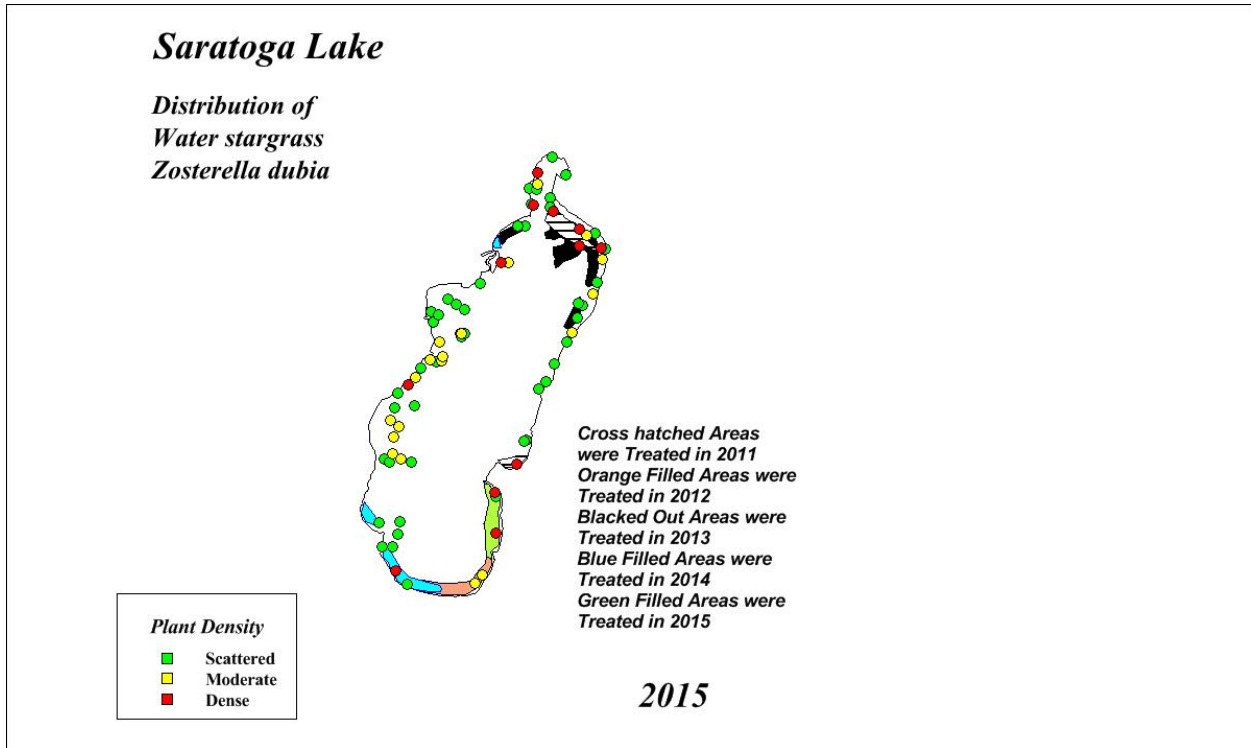 Saratoga Lake
Distribution of
Water stargrass
Zosterella dubia
Cross hatched Areas
were Treated in 2011
Orange Filled Areas were
Treated in 2012
Blacked Out Areas were
Treated in 2013
Blue Filled Areas were
Treated in 2014
Green Filled Areas were
Treated in 2015
Plant Density
Scattered
Moderate
Dense
2015